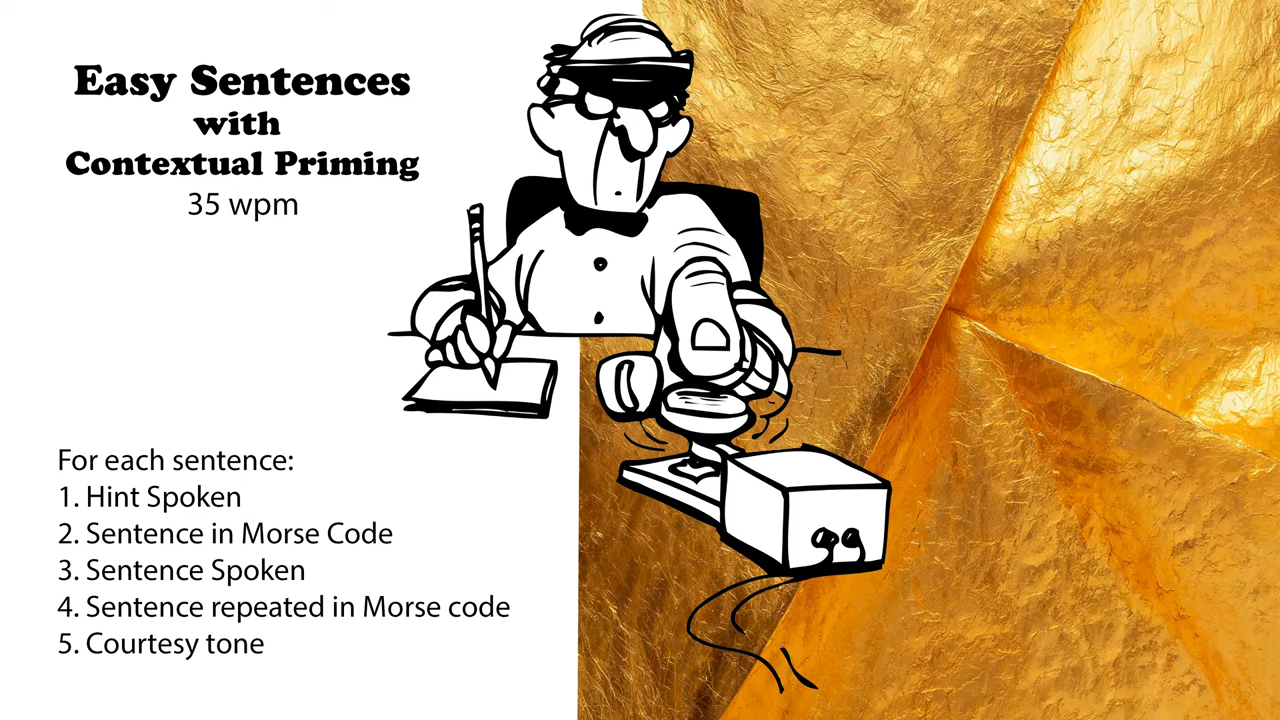 Easy Sentences
with
Contextual Priming
35 wpm
For each sentence:
1. Hint Spoken
2. Sentence in Morse Code
3. Sentence Spoken
4. Sentence repeated in Morse code
5. Courtesy tone